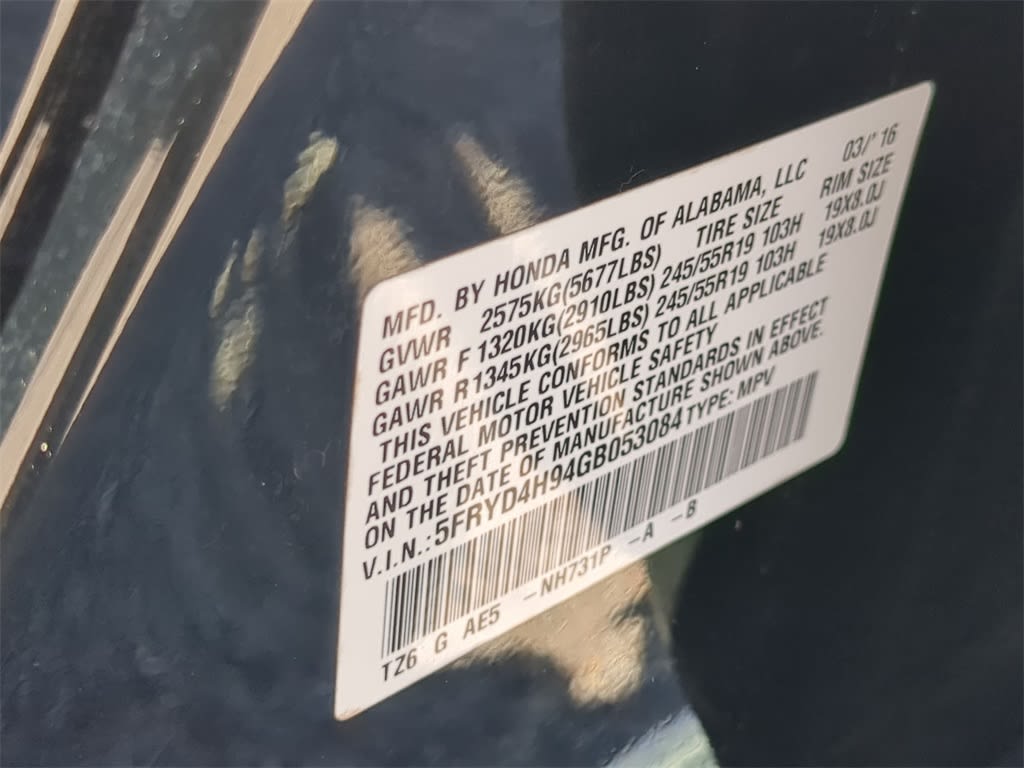 MFD. BY HONDA MFG. OF ALABAMA, LLC 03/'16
GVWR 2575KG(5677LBS) TIRE SIZE RIM SIZE
GAWR F 1320KG(2910LBS) 245/55R19 103H 19X8.0J
GAWR R 1345KG(2965LBS) 245/55R19 103H 19X8.0J
THIS VEHICLE CONFORMS TO ALL APPLICABLE
FEDERAL MOTOR VEHICLE SAFETY
AND THEFT PREVENTION STANDARDS IN EFFECT
ON THE DATE OF MANUFACTURE SHOWN ABOVE.
V.I.N.: 5FRYD4H94GB053084 TYPE: MPV
TZ6 G AE5 -NH731P -A -B